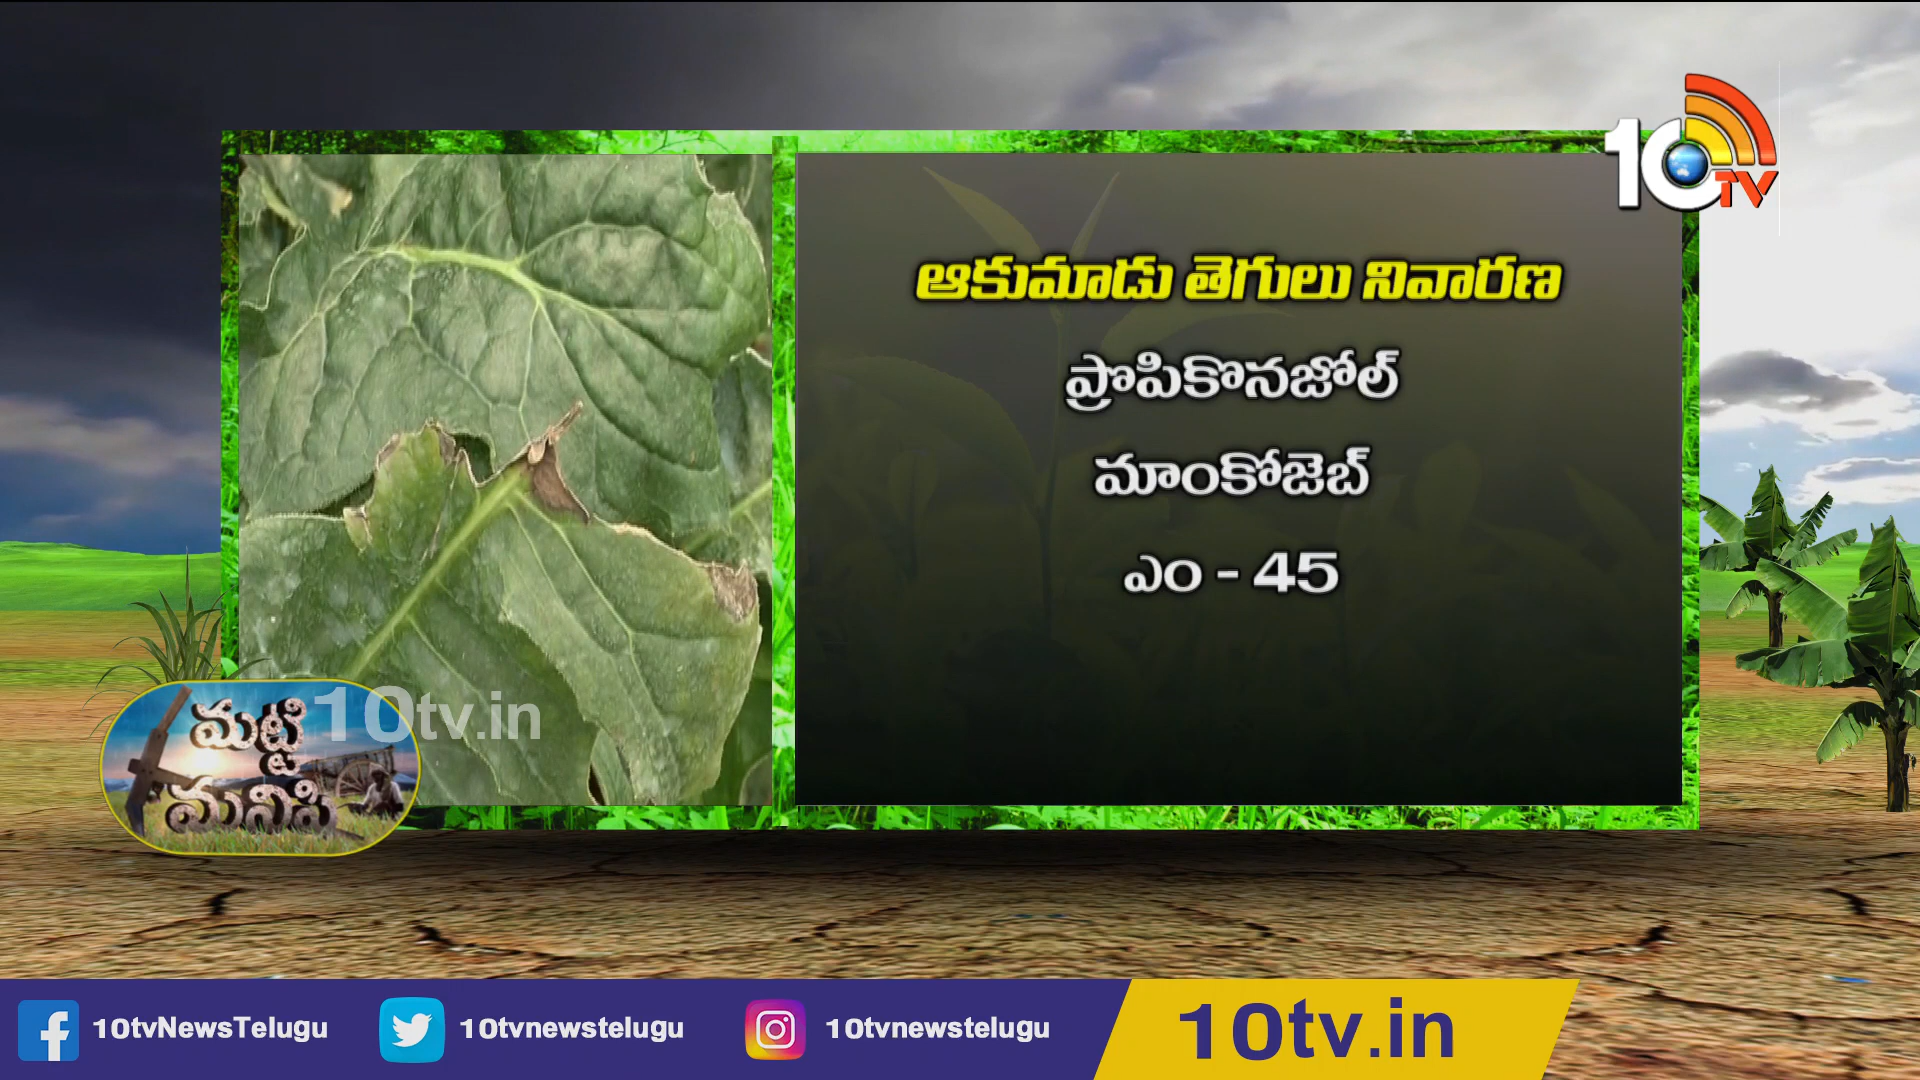 10TV
ఆకుమాడు తెగులు నివారణ
ప్రొపికొనజోల్
మాంకోజెబ్
ఎం - 45
10tv.in
మట్టి
మనిషి
10tvNewsTelugu
10tvnewstelugu
10tvnewstelugu
10tv.in